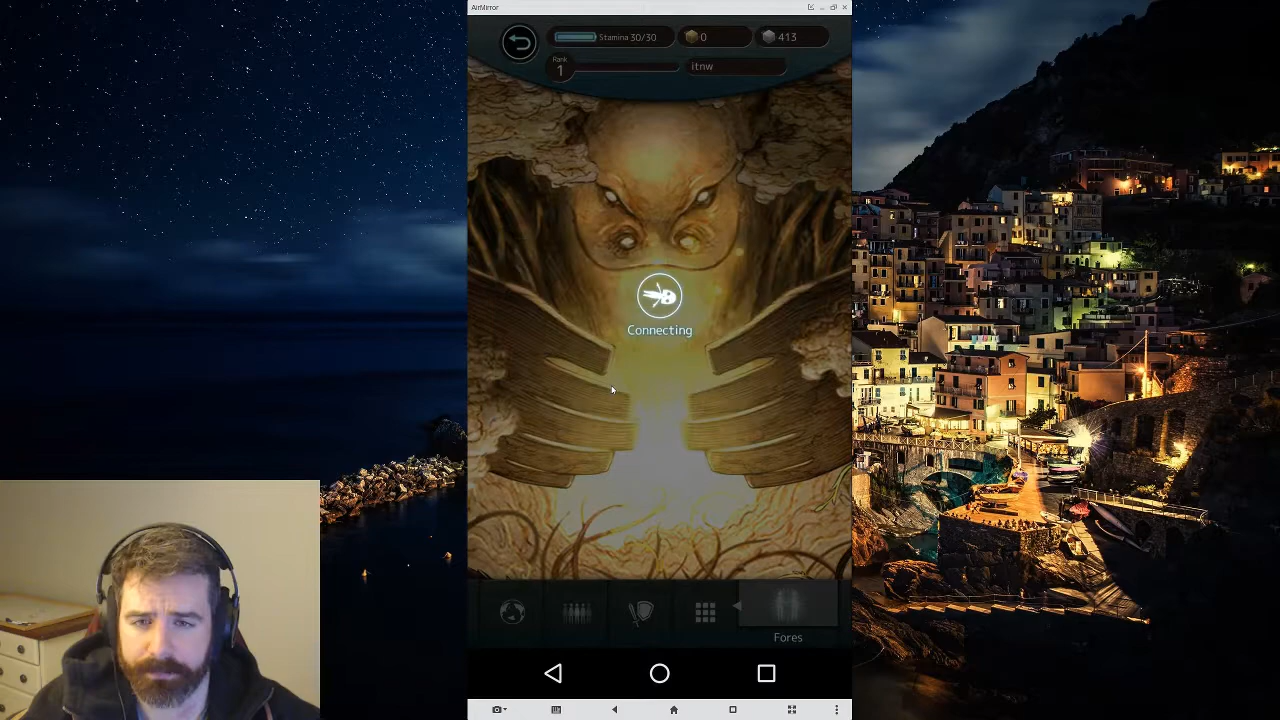 AirMirror
Stamina 30/30
0
413
Rank
1
itnw
Connecting
Fores